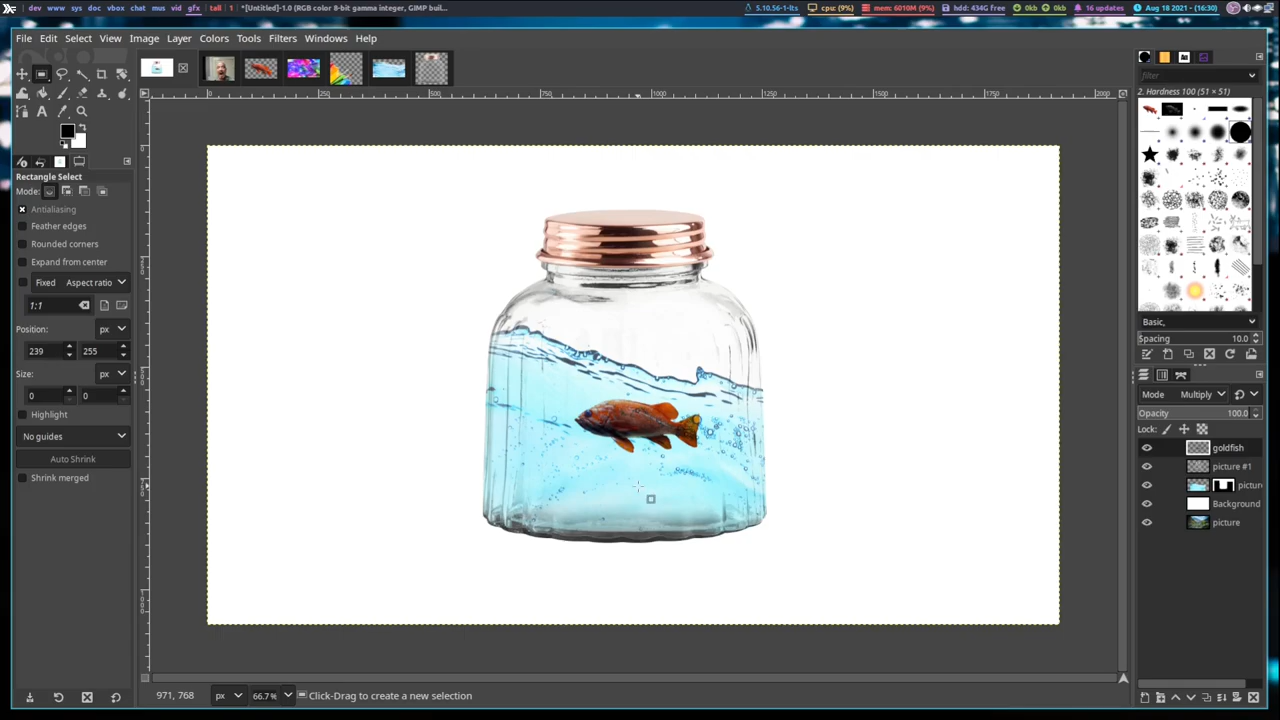 dev www sys doc vbox chat mus vid gfx | tall | 1 *[Untitled]-1.0 (RGB color 8-bit gamma integer, GIMP buil... 5.10.56-1-lts cpu (9%) mem: 6010M (9%) hdd: 434G free 0kb 0kb 16 updates Aug 18 2021 - (16:30)
File Edit Select View Image Layer Colors Tools Filters Windows Help
Rectangle Select
Mode:
Antialiasing
Feather edges
Rounded corners
Expand from center
Fixed Aspect ratio
1:1
Position: px
239 255
Size: px
0 0
Highlight
No guides
Auto Shrink
Shrink merged
0 250 500 750 1000 1250 1500 1750 2000
971, 768 px 66.7% Click-Drag to create a new selection
filter
2. Hardness 100 (51 × 51)
Basic,
Spacing 10.0
Mode Multiply
Opacity 100.0
Lock:
goldfish
picture #1
picture
Background
picture